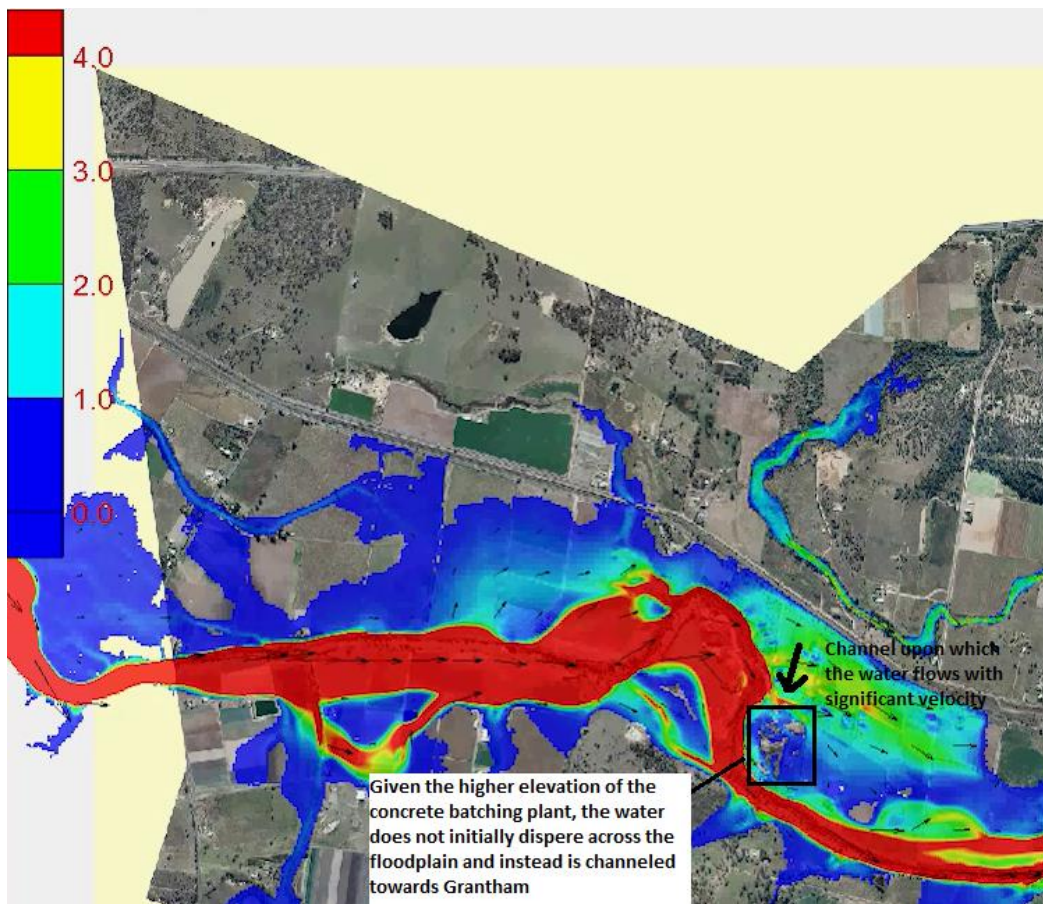 4.0
3.0
2.0
1.0
0.0
Channel upon which
the water flows with
significant velocity
Given the higher elevation of the
concrete batching plant, the water
does not initially dispere across the
floodplain and instead is channeled
towards Grantham